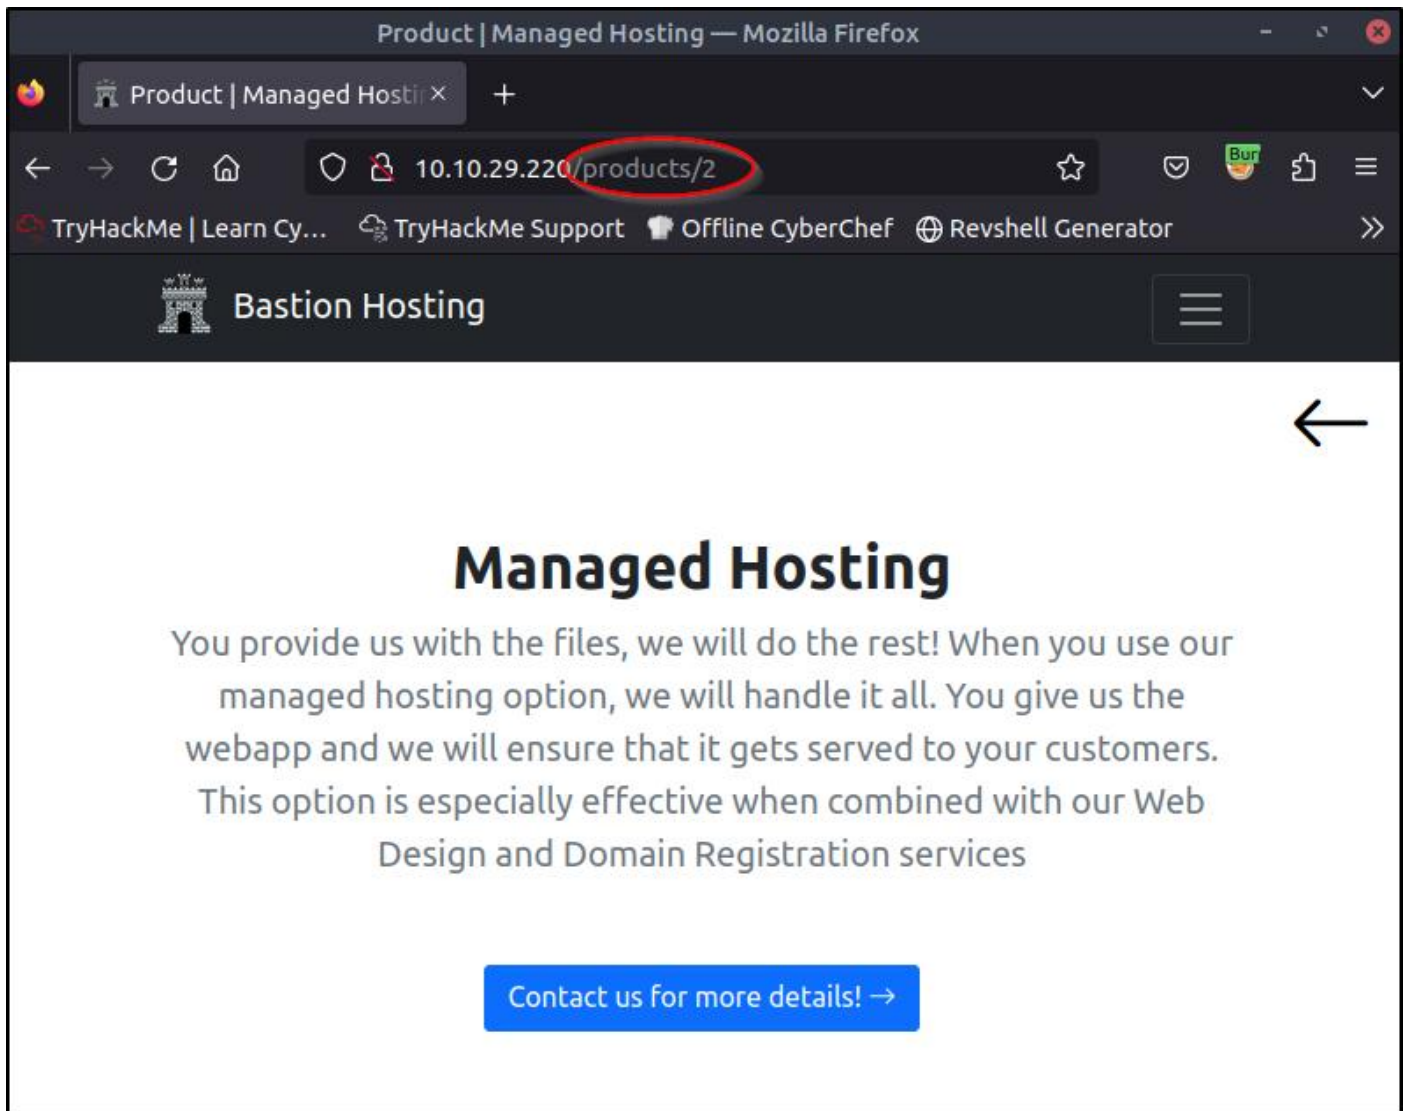 Product | Managed Hosting — Mozilla Firefox
Product | Managed Hostin
10.10.29.220/products/2
Bur
TryHackMe | Learn Cy… TryHackMe Support Offline CyberChef Revshell Generator
Bastion Hosting
Managed Hosting
You provide us with the files, we will do the rest! When you use our
managed hosting option, we will handle it all. You give us the
webapp and we will ensure that it gets served to your customers.
This option is especially effective when combined with our Web
Design and Domain Registration services
Contact us for more details! →